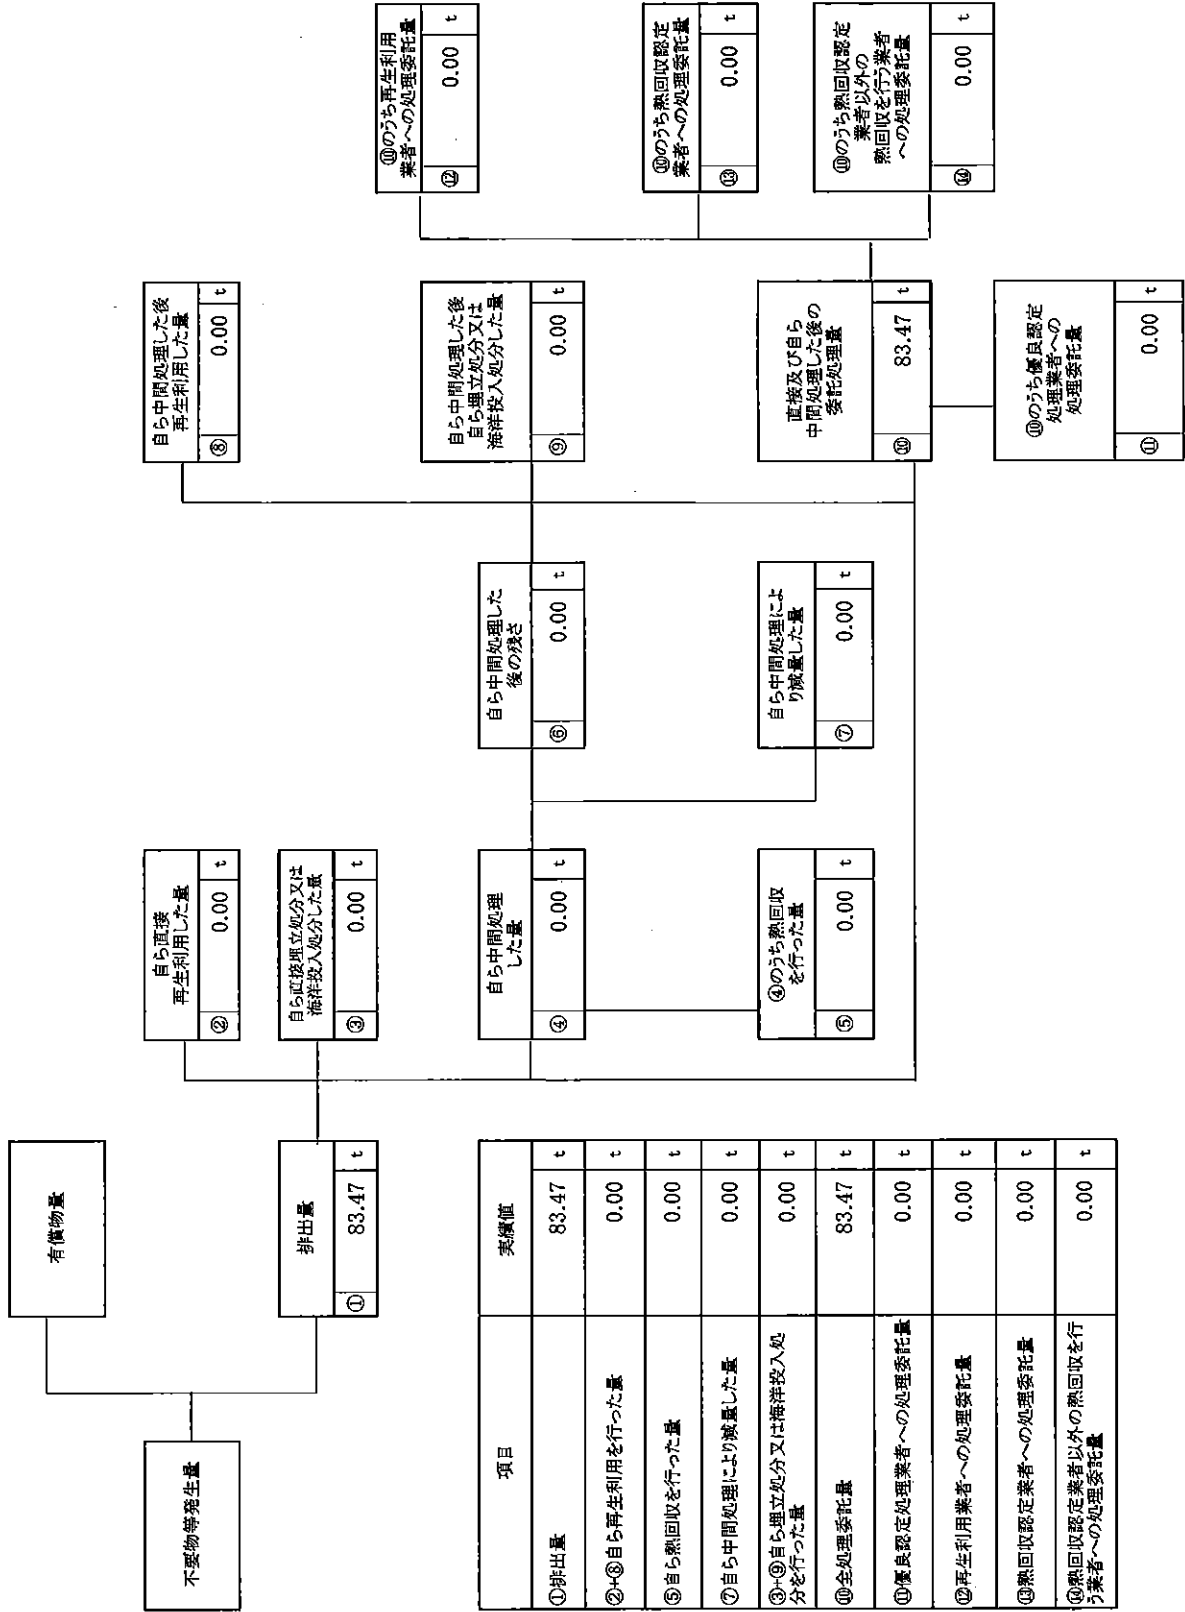 不要物等発生量
有償物量
排出量
① 83.47 t
自ら直接
再生利用した量
② 0.00 t
自ら直接埋立処分又は
海洋投入処分した量
③ 0.00 t
自ら中間処理
した量
④ 0.00 t
④のうち熱回収
を行った量
⑤ 0.00 t
自ら中間処理した
後の残さ
⑥ 0.00 t
自ら中間処理によ
り減量した量
⑦ 0.00 t
自ら中間処理した後
再生利用した量
⑧ 0.00 t
自ら中間処理した後
自ら埋立処分又は
海洋投入処分した量
⑨ 0.00 t
直接及び自ら
中間処理した後の
委託処理量
⑩ 83.47 t
⑩のうち優良認定
処理業者への
処理委託量
⑪ 0.00 t
⑩のうち再生利用
業者への処理委託量
⑫ 0.00 t
⑩のうち熱回収認定
業者への処理委託量
⑬ 0.00 t
⑩のうち熱回収認定
業者以外の
熱回収を行う業者
への処理委託量
⑭ 0.00 t
項目 実績値
①排出量 83.47 t
②+⑧自ら再生利用を行った量 0.00 t
⑤自ら熱回収を行った量 0.00 t
⑦自ら中間処理により減量した量 0.00 t
③+⑨自ら埋立処分又は海洋投入処
分を行った量 0.00 t
⑩全処理委託量 83.47 t
⑪優良認定処理業者への処理委託量 0.00 t
⑫再生利用業者への処理委託量 0.00 t
⑬熱回収認定業者への処理委託量 0.00 t
⑭熱回収認定業者以外の熱回収を行
う業者への処理委託量 0.00 t